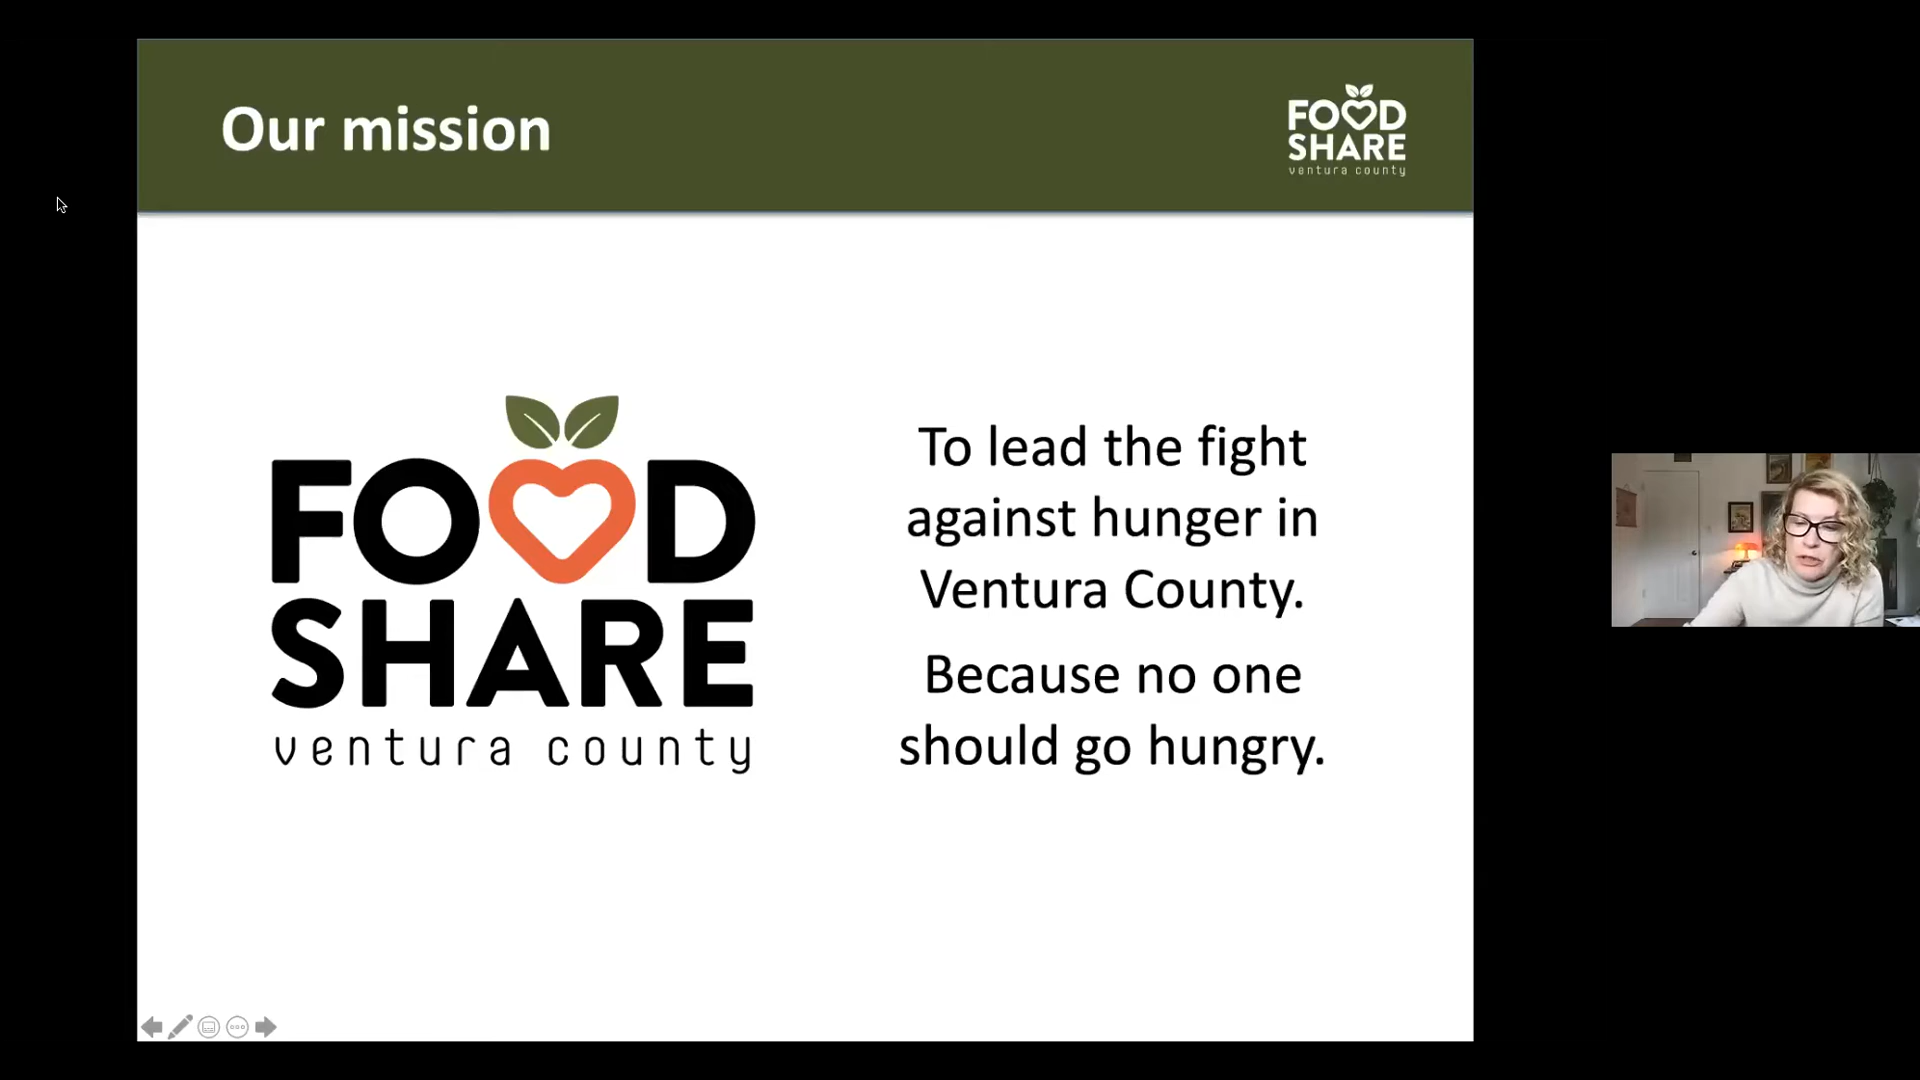 Our mission
FOOD
SHARE
ventura county
FOOD
SHARE
ventura county
To lead the fight
against hunger in
Ventura County.
Because no one
should go hungry.